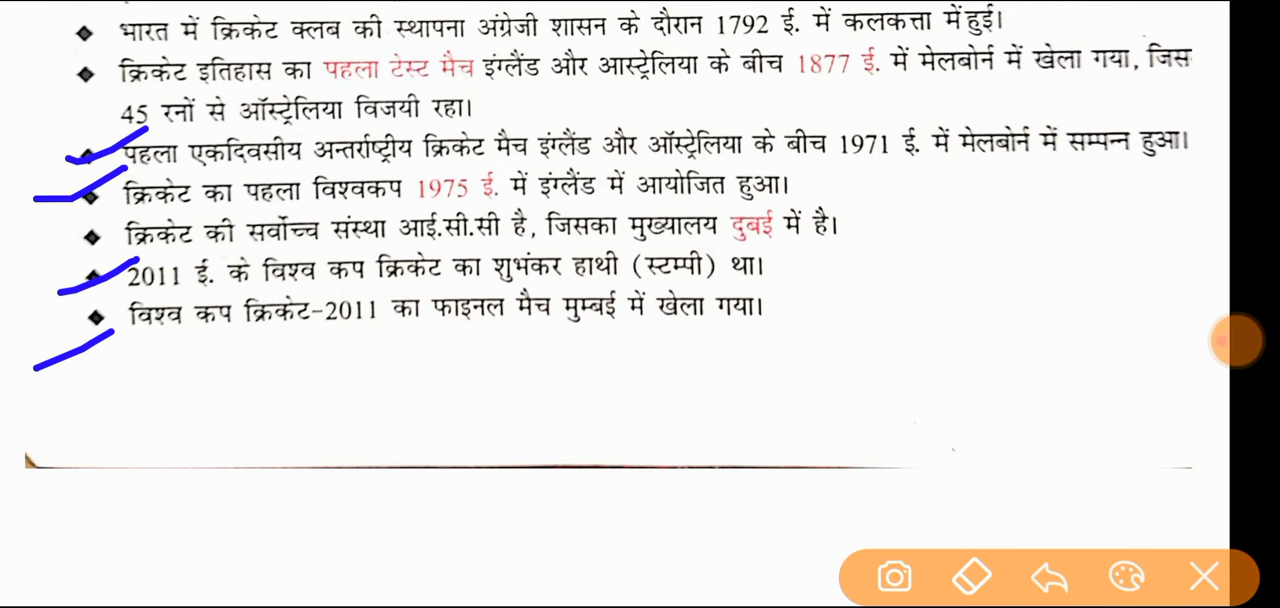 भारत में क्रिकेट क्लब की स्थापना अंग्रेजी शासन के दौरान 1792 ई. में कलकत्ता में हुई।
क्रिकेट इतिहास का पहला टेस्ट मैच इंग्लैंड और आस्ट्रेलिया के बीच 1877 ई. में मेलबोर्न में खेला गया, जिस
45 रनों से ऑस्ट्रेलिया विजयी रहा।
पहला एकदिवसीय अन्तर्राष्ट्रीय क्रिकेट मैच इंग्लैंड और ऑस्ट्रेलिया के बीच 1971 ई. में मेलबोर्न में सम्पन्न हुआ।
क्रिकेट का पहला विश्वकप 1975 ई. में इंग्लैंड में आयोजित हुआ।
क्रिकेट की सर्वोच्च संस्था आई.सी.सी है, जिसका मुख्यालय दुबई में है।
2011 ई. के विश्व कप क्रिकेट का शुभंकर हाथी (स्टम्पी) था।
विश्व कप क्रिकेट-2011 का फाइनल मैच मुम्बई में खेला गया।